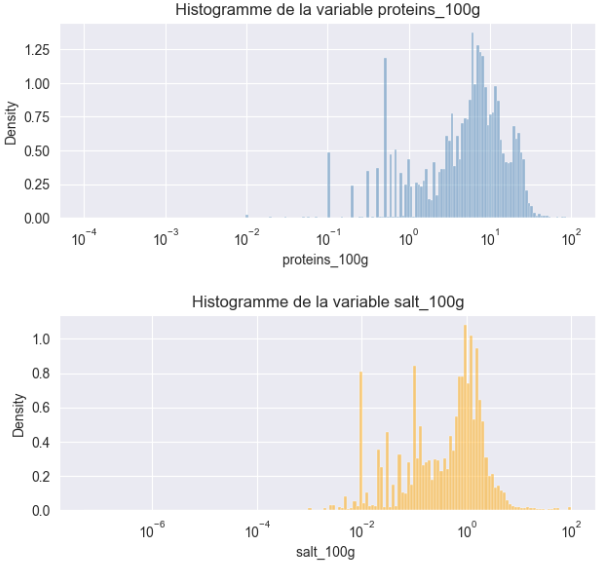 Histogramme de la variable proteins_100g
Density
1.25
1.00
0.75
0.50
0.25
0.00
10⁻⁴ 10⁻³ 10⁻² 10⁻¹ 10⁰ 10¹ 10²
proteins_100g
Histogramme de la variable salt_100g
Density
1.0
0.8
0.6
0.4
0.2
0.0
10⁻⁶ 10⁻⁴ 10⁻² 10⁰ 10²
salt_100g